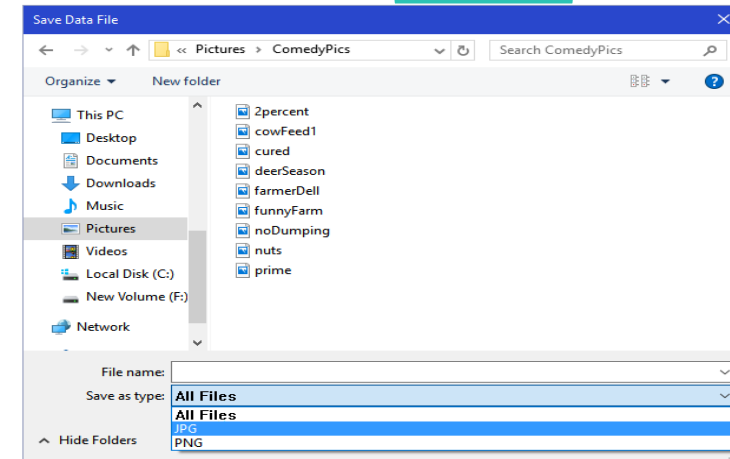 Save Data File
« Pictures > ComedyPics
Search ComedyPics
Organize
New folder
?
This PC
Desktop
Documents
Downloads
Music
Pictures
Videos
Local Disk (C:)
New Volume (F:)
Network
2percent
cowFeed1
cured
deerSeason
farmerDell
funnyFarm
noDumping
nuts
prime
File name:
Save as type: All Files
All Files
JPG
PNG
Hide Folders